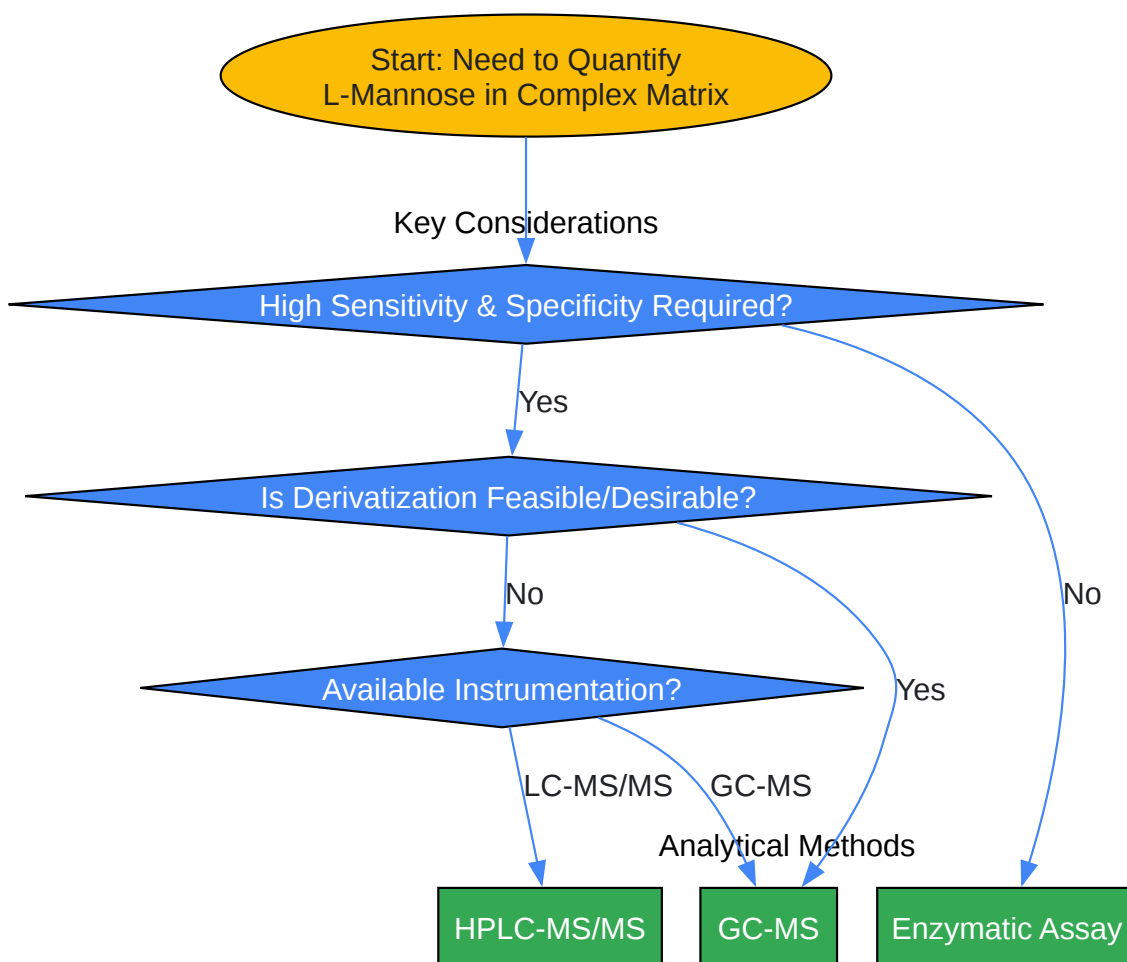 Start: Need to Quantify
L-Mannose in Complex Matrix
Key Considerations
High Sensitivity & Specificity Required?
Yes
Is Derivatization Feasible/Desirable?
No
No
Available Instrumentation?
Yes
LC-MS/MS
GC-MS
Analytical Methods
HPLC-MS/MS
GC-MS
Enzymatic Assay